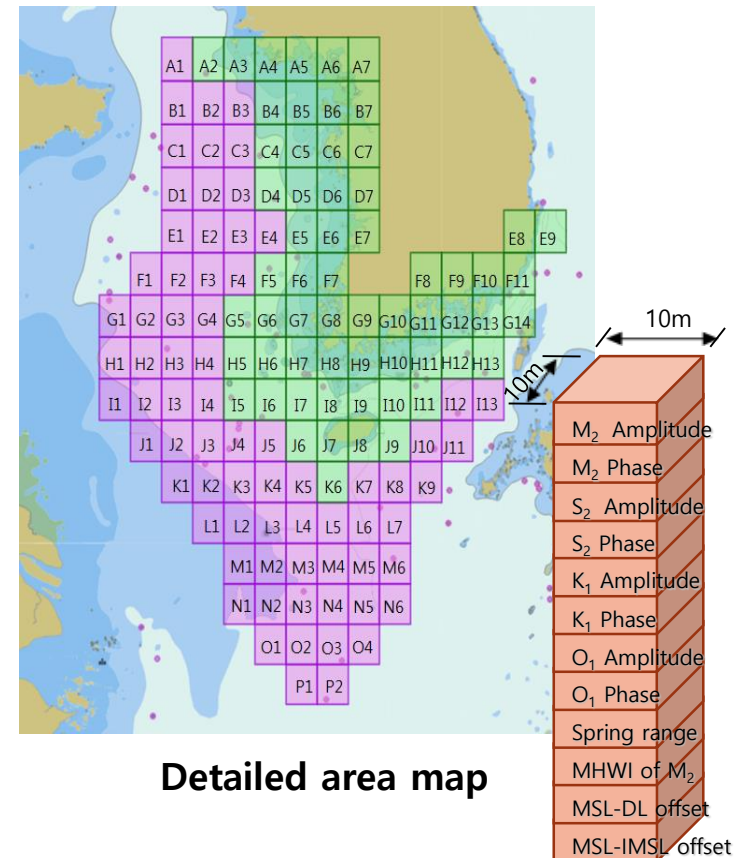 A1 A2 A3 A4 A5 A6 A7
B1 B2 B3 B4 B5 B6 B7
C1 C2 C3 C4 C5 C6 C7
D1 D2 D3 D4 D5 D6 D7
E1 E2 E3 E4 E5 E6 E7 E8 E9
F1 F2 F3 F4 F5 F6 F7 F8 F9 F10 F11
G1 G2 G3 G4 G5 G6 G7 G8 G9 G10 G11 G12 G13 G14
H1 H2 H3 H4 H5 H6 H7 H8 H9 H10 H11 H12 H13
I1 I2 I3 I4 I5 I6 I7 I8 I9 I10 I11 I12 I13
J1 J2 J3 J4 J5 J6 J7 J8 J9 J10 J11
K1 K2 K3 K4 K5 K6 K7 K8 K9
L1 L2 L3 L4 L5 L6 L7
M1 M2 M3 M4 M5 M6
N1 N2 N3 N4 N5 N6
O1 O2 O3 O4
P1 P2
Detailed area map
10m
10m
M₂ Amplitude
M₂ Phase
S₂ Amplitude
S₂ Phase
K₁ Amplitude
K₁ Phase
O₁ Amplitude
O₁ Phase
Spring range
MHWI of M₂
MSL-DL offset
MSL-IMSL offset